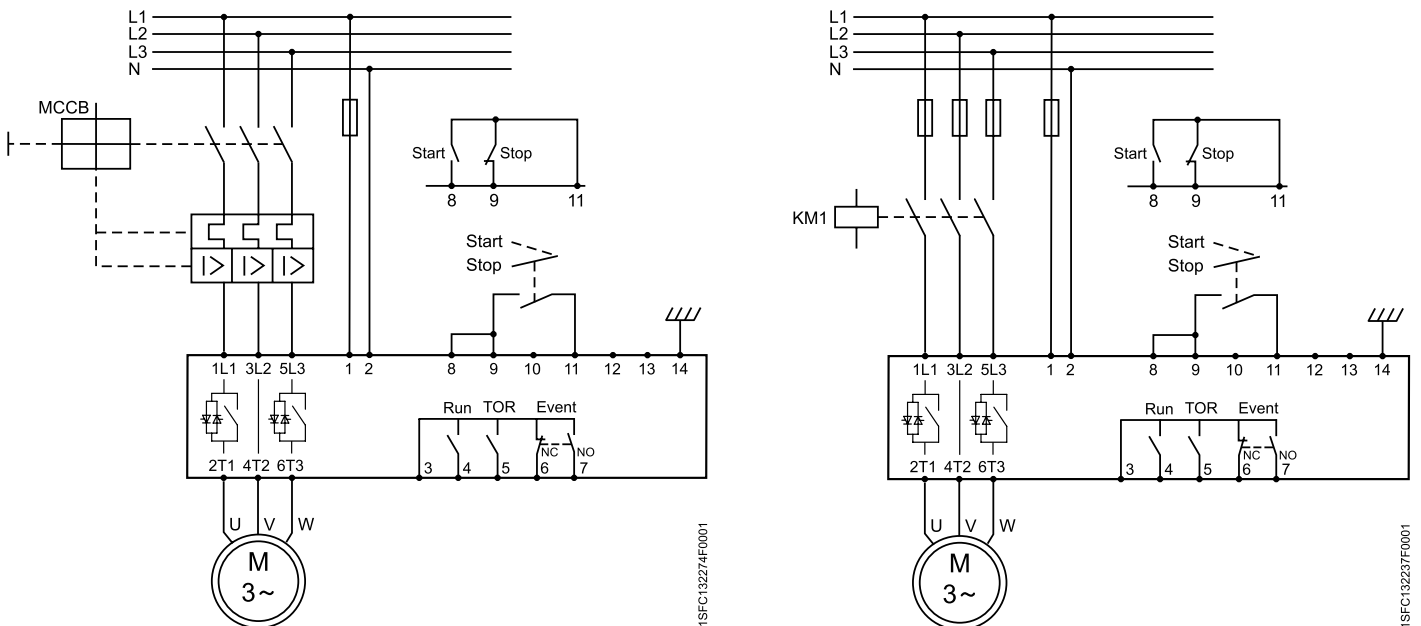 L1
L2
L3
N
MCCB
Start
Stop
8 9 11
Start
Stop
1L1 3L2 5L3 1 2 8 9 10 11 12 13 14
Run TOR Event
NC NO
2T1 4T2 6T3 3 4 5 6 7
U V W
M
3~
1SFC132274F0001
L1
L2
L3
N
Start
Stop
8 9 11
KM1
Start
Stop
1L1 3L2 5L3 1 2 8 9 10 11 12 13 14
Run TOR Event
NC NO
2T1 4T2 6T3 3 4 5 6 7
U V W
M
3~
1SFC132237F0001